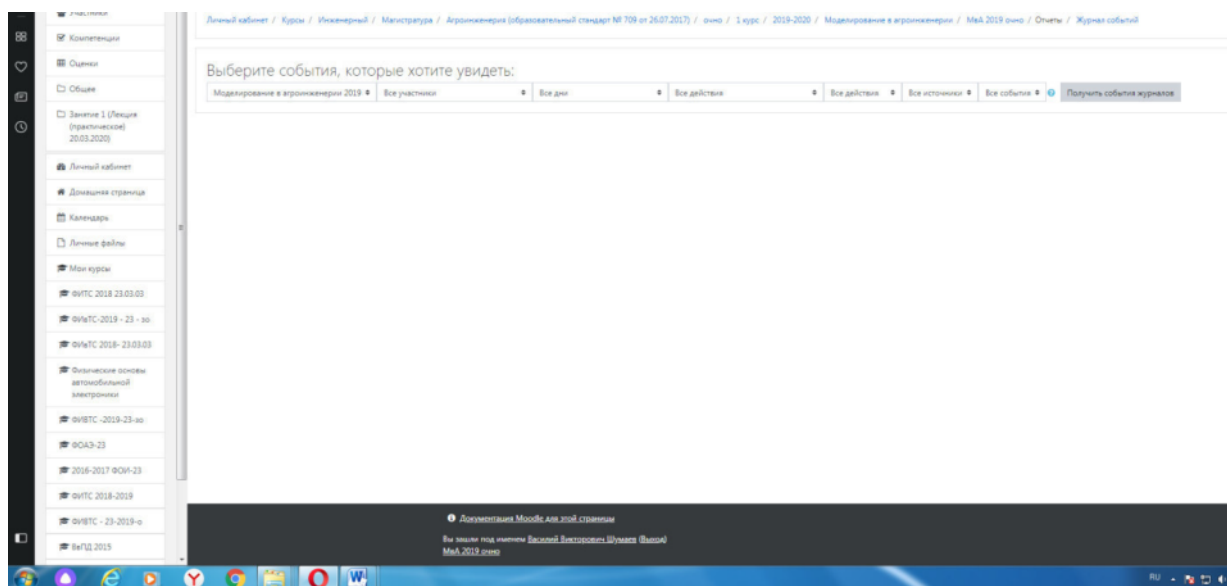 Участники
Компетенции
Оценки
Общее
Занятие 1 (Лекция
(практическое)
20.03.2020)
Личный кабинет
Домашняя страница
Календарь
Личные файлы
Мои курсы
ФИТС 2018 23.03.03
ФИвТС-2019 - 23 - зо
ФИвТС 2018- 23.03.03
Физические основы
автомобильной
электроники
ФИВТС -2019-23-зо
ФОАЭ-23
2016-2017 ФОИ-23
ФИТС 2018-2019
ФИВТС - 23-2019-о
ВеПД 2015
Личный кабинет / Курсы / Инженерный / Магистратура / Агроинженерия (образовательный стандарт № 709 от 26.07.2017) / очно / 1 курс / 2019-2020 / Моделирование в агроинженерии / МвА 2019 очно / Отчеты / Журнал событий
Выберите события, которые хотите увидеть:
Моделирование в агроинженерии 2019 Все участники Все дни Все действия Все действия Все источники Все события Получить события журналов
Документация Moodle для этой страницы
Вы зашли под именем Василий Викторович Шумаев (Выход)
МвА 2019 очно
RU